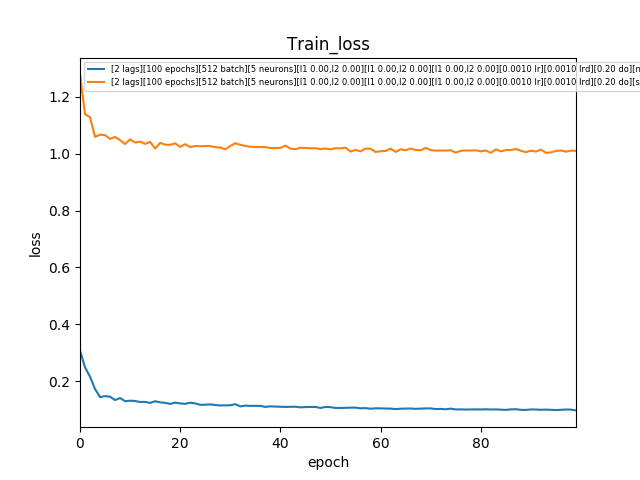 Train_loss
[2 lags][100 epochs][512 batch][5 neurons][l1 0.00,l2 0.00][l1 0.00,l2 0.00][l1 0.00,l2 0.00][0.0010 lr][0.0010 lrd][0.20 do][n
[2 lags][100 epochs][512 batch][5 neurons][l1 0.00,l2 0.00][l1 0.00,l2 0.00][l1 0.00,l2 0.00][0.0010 lr][0.0010 lrd][0.20 do][s
1.2
1.0
0.8
0.6
0.4
0.2
loss
0 20 40 60 80
epoch